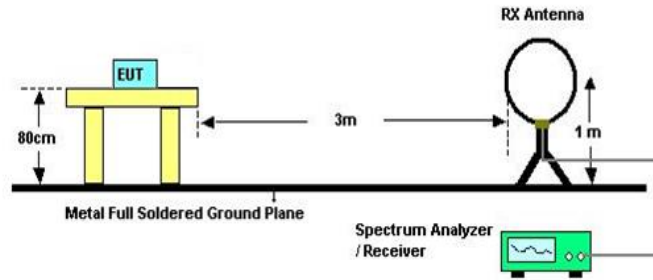 RX Antenna
EUT
80cm
3m
1 m
Metal Full Soldered Ground Plane
Spectrum Analyzer
/ Receiver